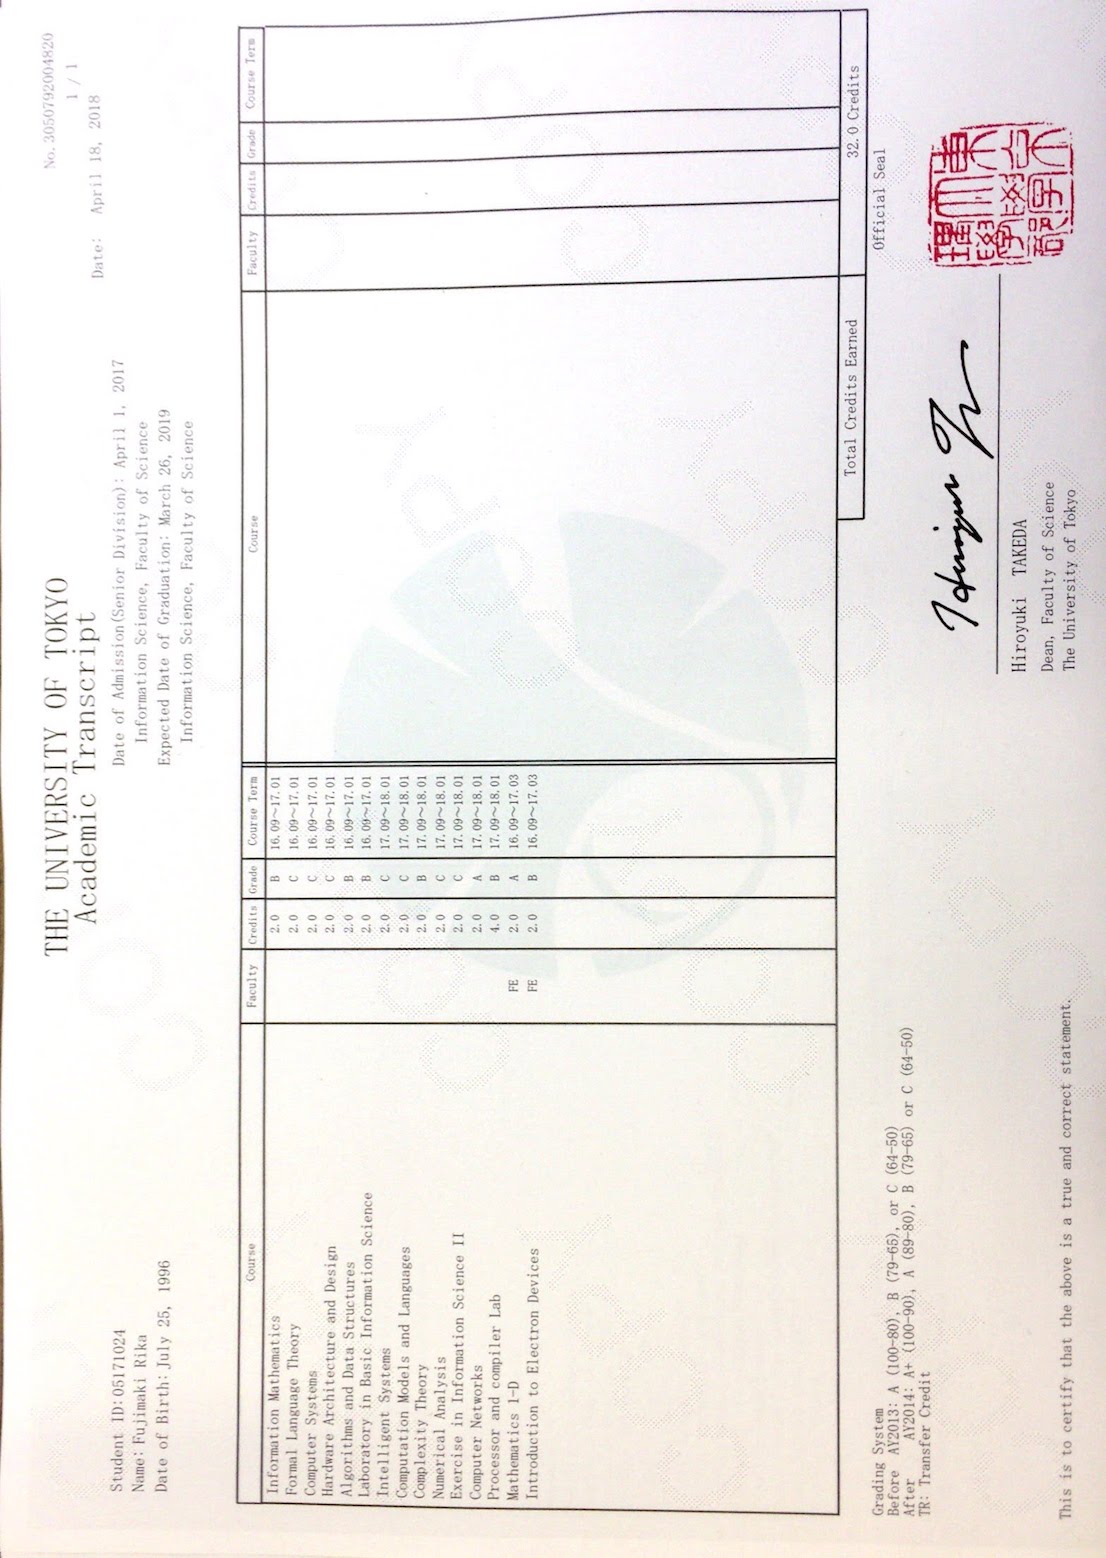 No. 3050792004820
1 / 1
THE UNIVERSITY OF TOKYO
Academic Transcript
Date: April 18, 2018
Student ID:05171024
Name:Fujimaki Rika
Date of Birth:July 25, 1996
Date of Admission(Senior Division): April 1, 2017
Information Science, Faculty of Science
Expected Date of Graduation:March 26, 2019
Information Science, Faculty of Science
Course Faculty Credits Grade Course Term Course Faculty Credits Grade Course Term
Information Mathematics 2.0 B 16.09~17.01
Formal Language Theory 2.0 C 16.09~17.01
Computer Systems 2.0 C 16.09~17.01
Hardware Architecture and Design 2.0 C 16.09~17.01
Algorithms and Data Structures 2.0 B 16.09~17.01
Laboratory in Basic Information Science 2.0 B 16.09~17.01
Intelligent Systems 2.0 C 17.09~18.01
Computation Models and Languages 2.0 C 17.09~18.01
Complexity Theory 2.0 B 17.09~18.01
Numerical Analysis 2.0 C 17.09~18.01
Exercise in Information Science II 2.0 C 17.09~18.01
Computer Networks 2.0 A 17.09~18.01
Processor and compiler Lab 4.0 B 17.09~18.01
Mathematics 1-D FE 2.0 A 16.09~17.03
Introduction to Electron Devices FE 2.0 B 16.09~17.03
Total Credits Earned 32.0 Credits
Grading System
Before AY2013: A (100-80), B (79-65), or C (64-50)
After AY2014: A+ (100-90), A (89-80), B (79-65) or C (64-50)
TR: Transfer Credit
Official Seal
Hiroyuki TAKEDA
Dean, Faculty of Science
The University of Tokyo
This is to certify that the above is a true and correct statement.